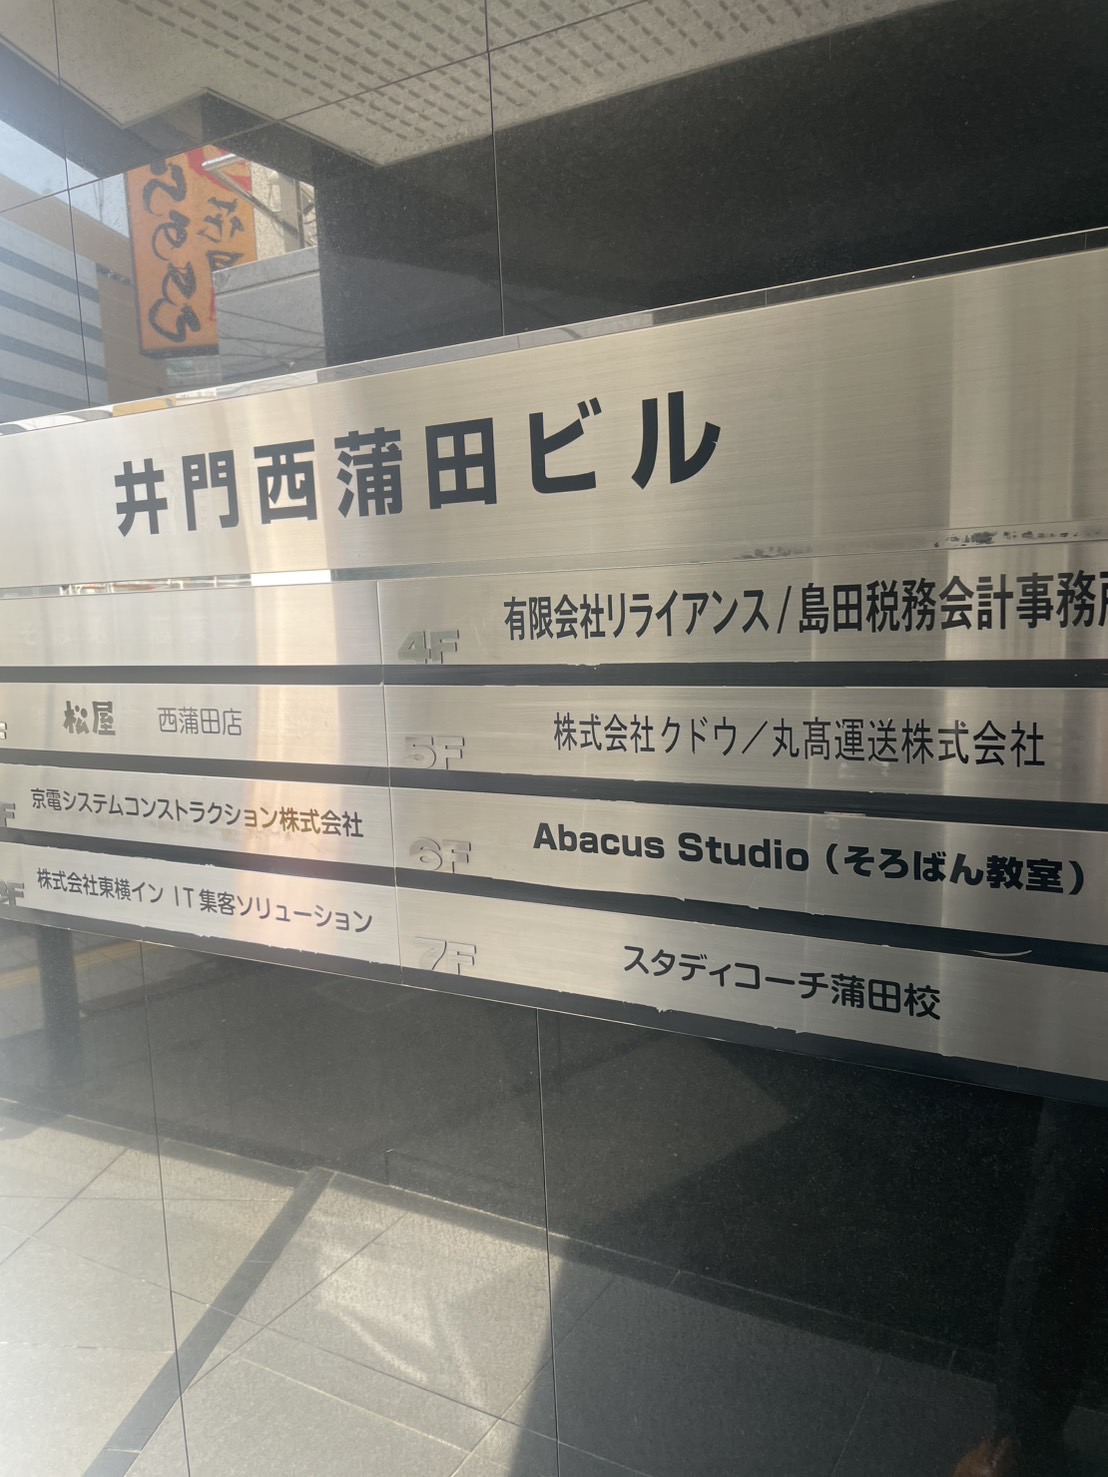 井門西蒲田ビル
松屋 西蒲田店
京電システムコンストラクション株式会社
株式会社東横イン IT集客ソリューション
4F 有限会社リライアンス/島田税務会計事務所
5F 株式会社クドウ/丸髙運送株式会社
6F Abacus Studio(そろばん教室)
7F スタディコーチ蒲田校